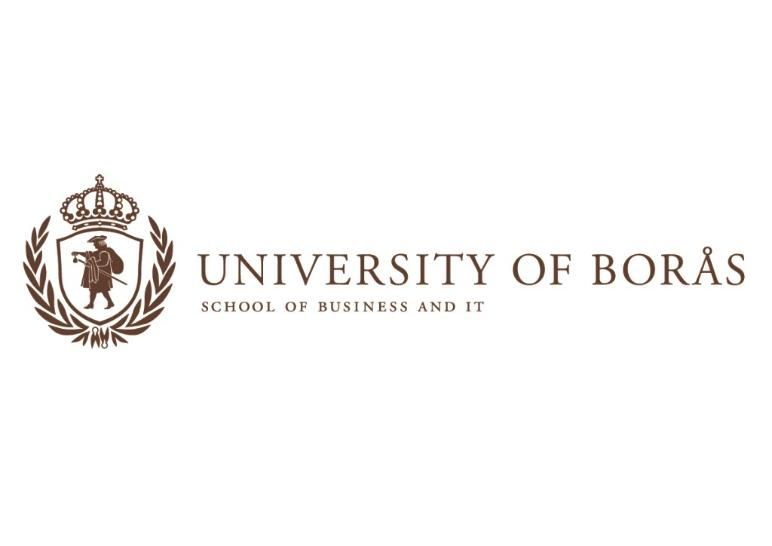 UNIVERSITY OF BORÅS
SCHOOL OF BUSINESS AND IT